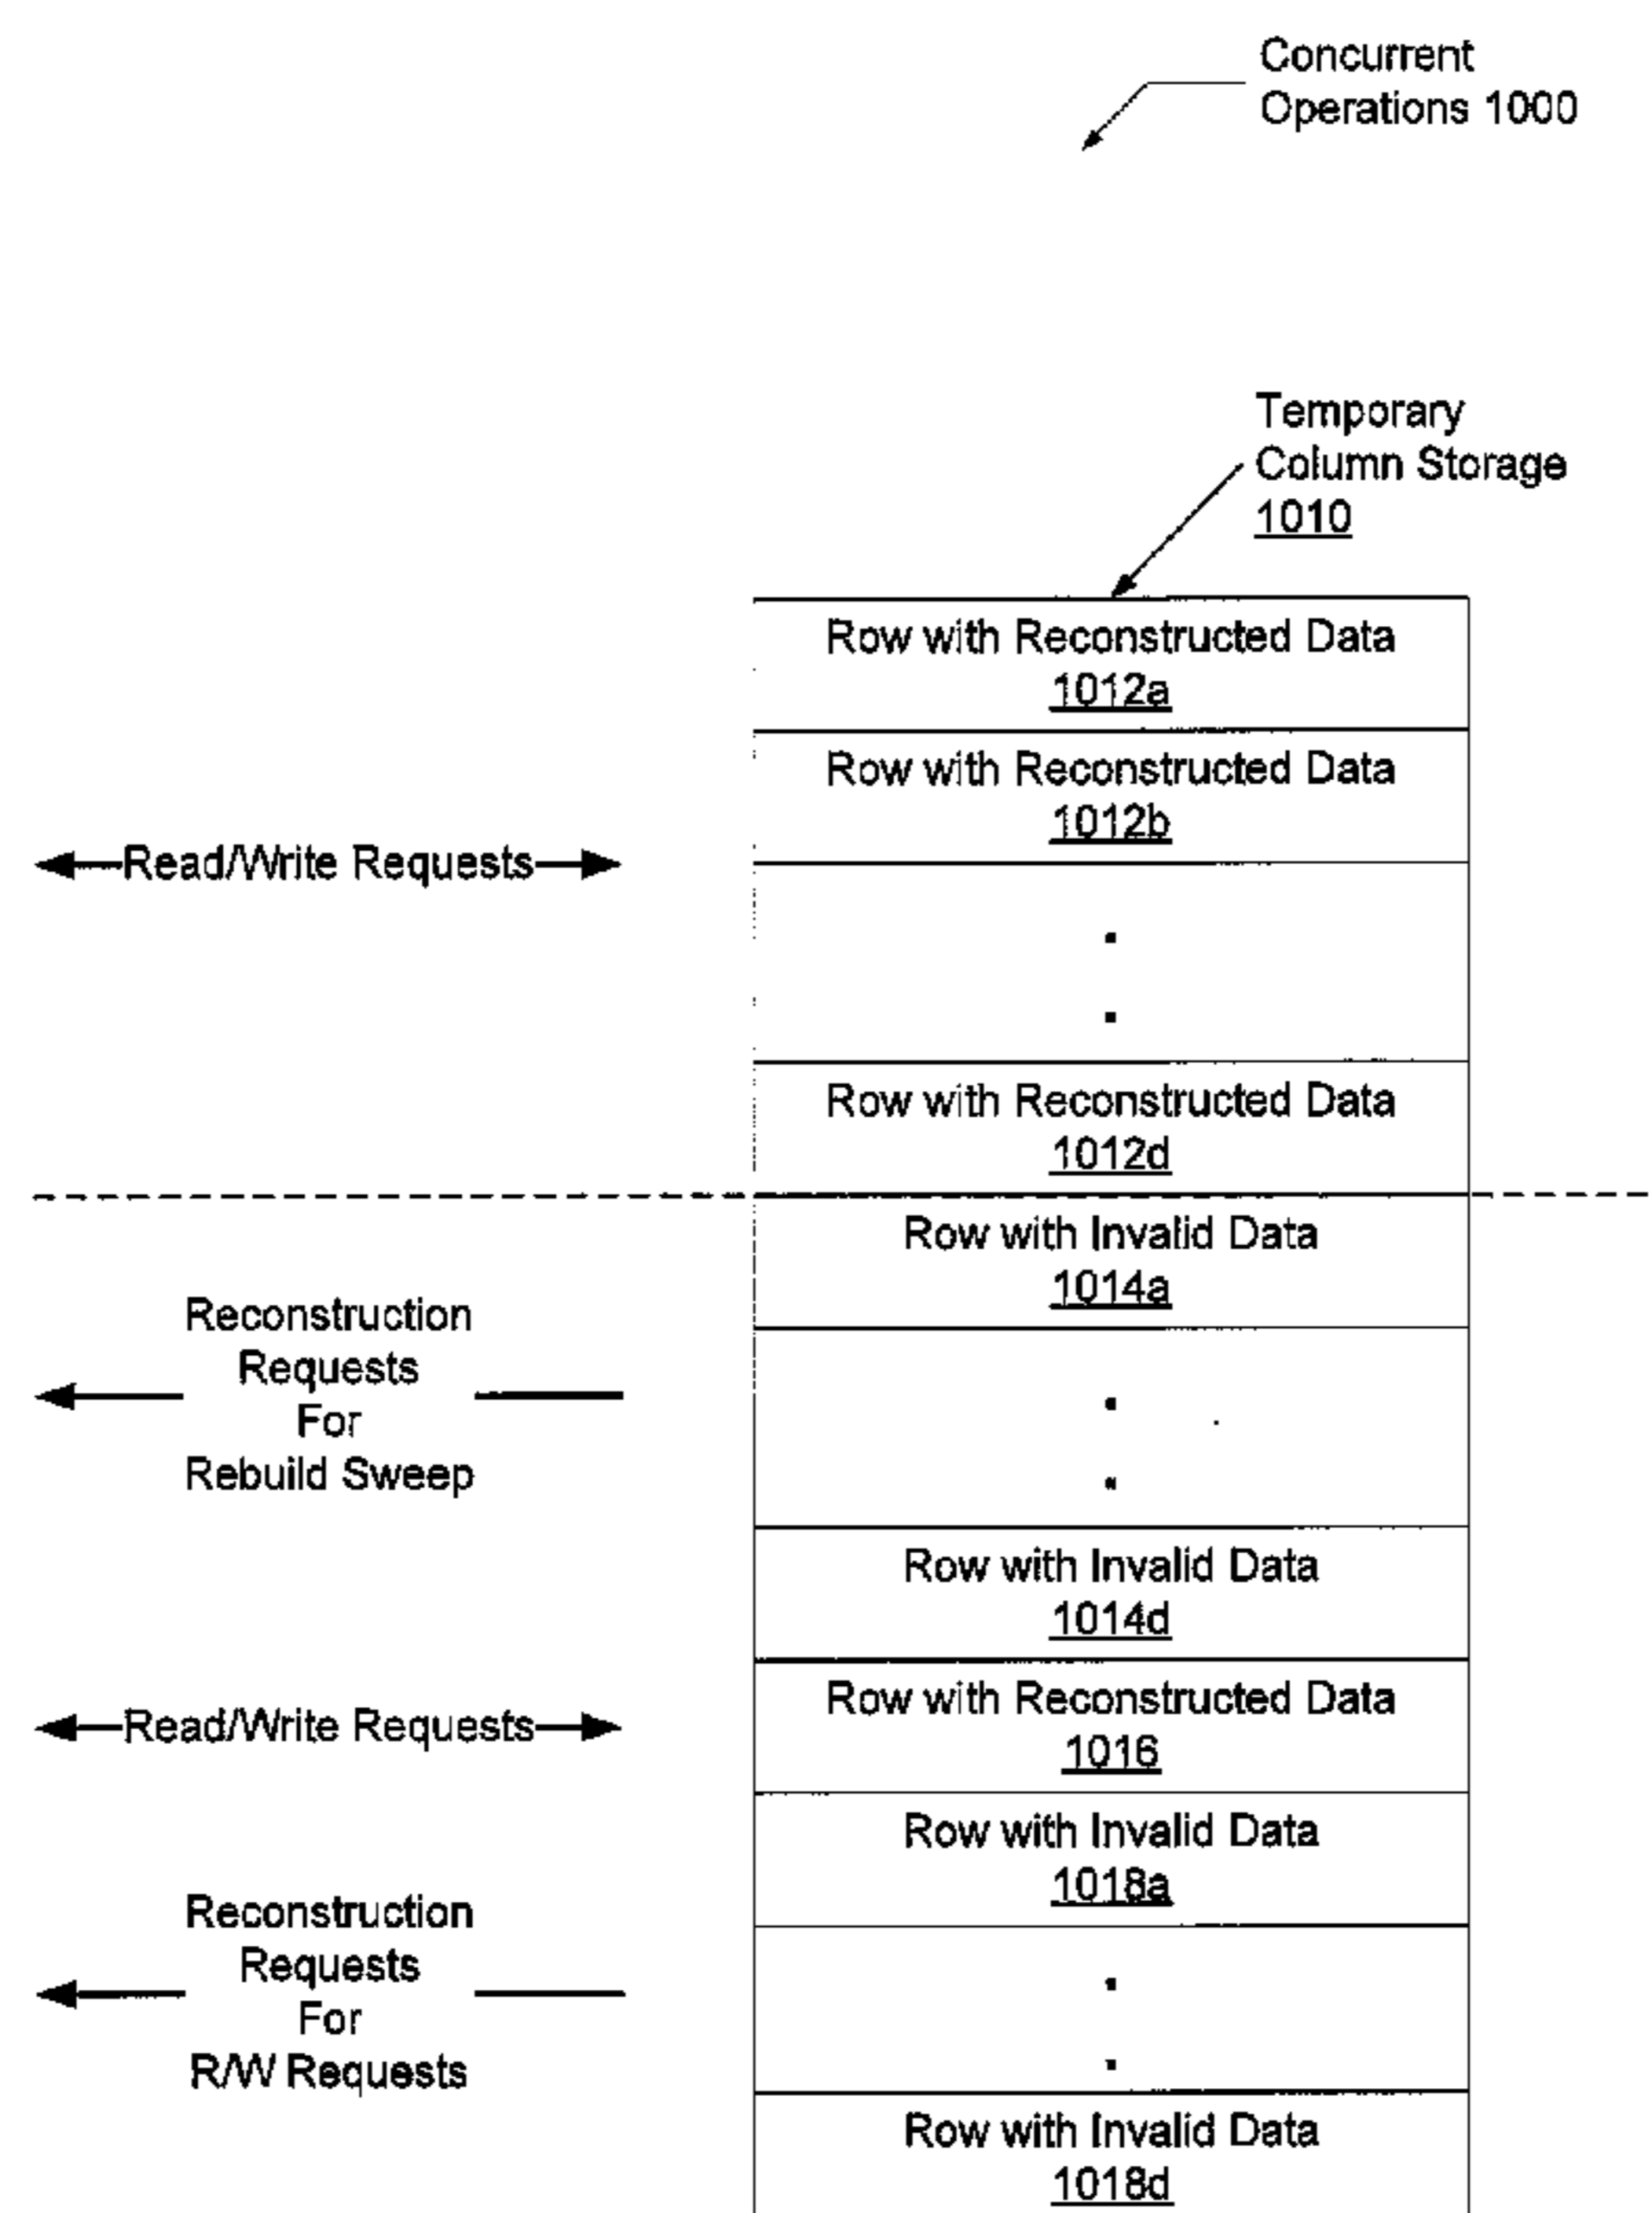 Concurrent
Operations 1000
Temporary
Column Storage
1010
Row with Reconstructed Data
1012a
Row with Reconstructed Data
1012b
Read/Write Requests
Row with Reconstructed Data
1012d
Row with Invalid Data
1014a
Reconstruction
Requests
For
Rebuild Sweep
Row with Invalid Data
1014d
Row with Reconstructed Data
1016
Read/Write Requests
Row with Invalid Data
1018a
Reconstruction
Requests
For
R/W Requests
Row with Invalid Data
1018d